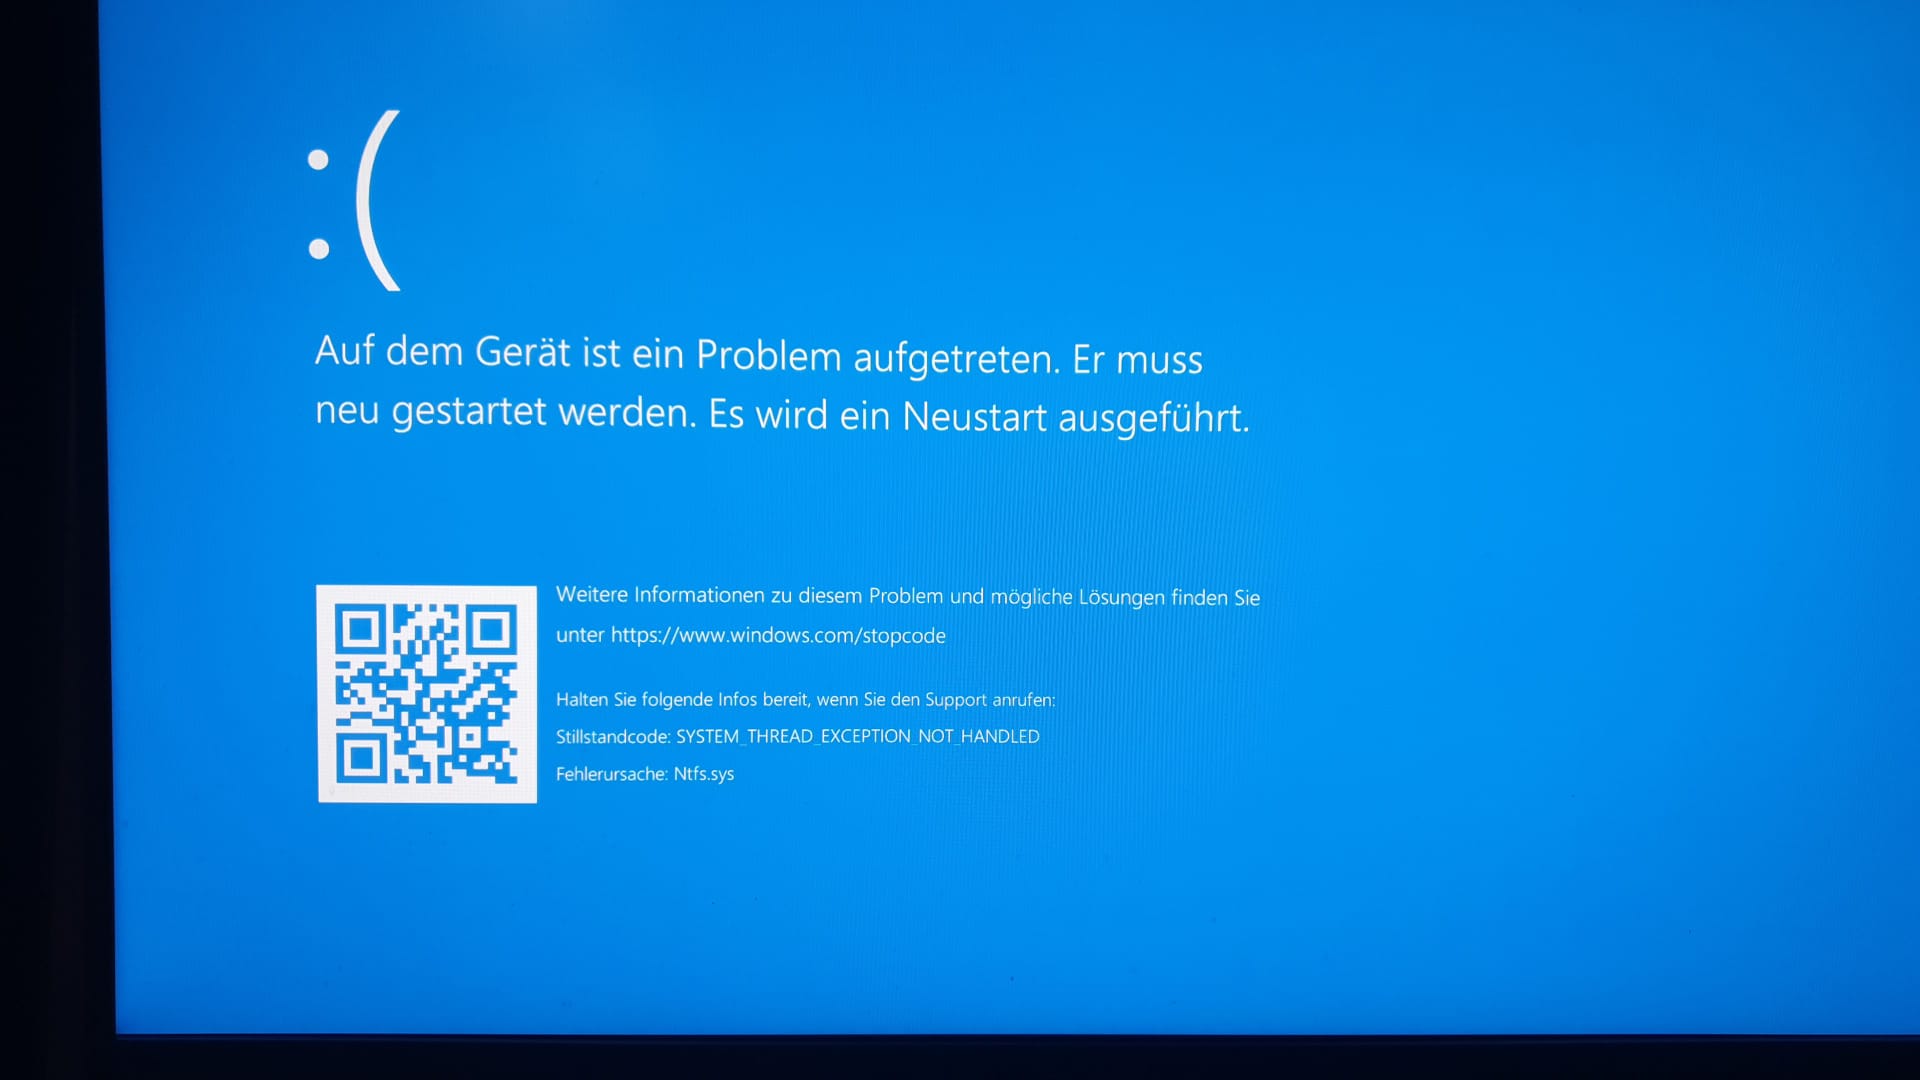 :(
Auf dem Gerät ist ein Problem aufgetreten. Er muss
neu gestartet werden. Es wird ein Neustart ausgeführt.
Weitere Informationen zu diesem Problem und mögliche Lösungen finden Sie
unter https://www.windows.com/stopcode
Halten Sie folgende Infos bereit, wenn Sie den Support anrufen:
Stillstandcode: SYSTEM_THREAD_EXCEPTION_NOT_HANDLED
Fehlerursache: Ntfs.sys